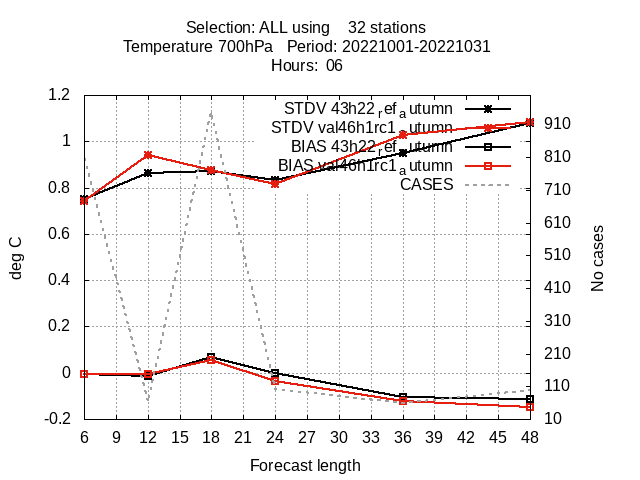 Selection: ALL using    32 stations
Temperature 700hPa   Period: 20221001-20221031
Hours:  06
STDV 43h22_ref_autumn
STDV val46h1rc1_autumn
BIAS 43h22_ref_autumn
BIAS val46h1rc1_autumn
CASES
1.2
1
0.8
0.6
0.4
0.2
0
-0.2
deg C
910
810
710
610
510
410
310
210
110
10
No cases
6 9 12 15 18 21 24 27 30 33 36 39 42 45 48
Forecast length